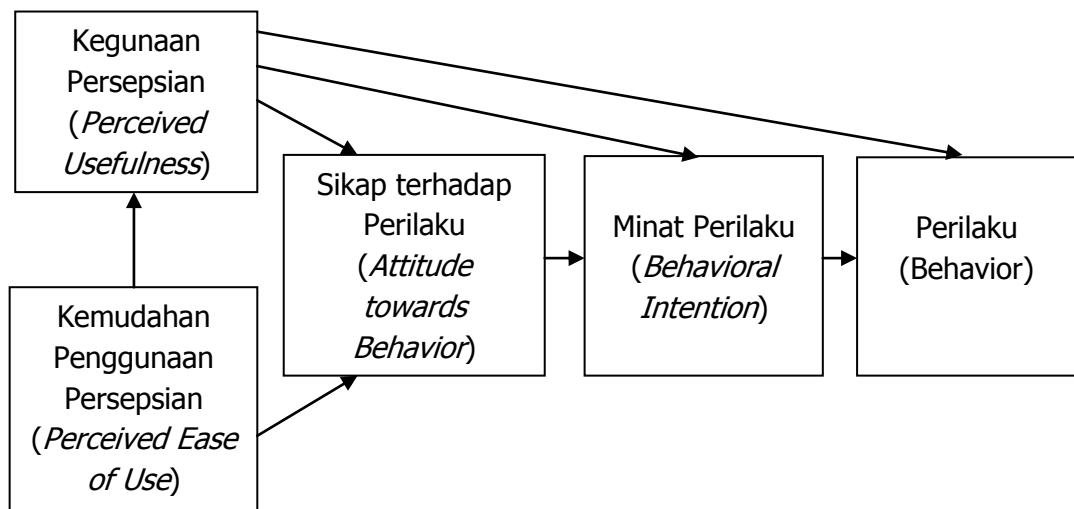 Kegunaan
Persepsian
(Perceived
Usefulness)
Kemudahan
Penggunaan
Persepsian
(Perceived Ease
of Use)
Sikap terhadap
Perilaku
(Attitude
towards
Behavior)
Minat Perilaku
(Behavioral
Intention)
Perilaku
(Behavior)